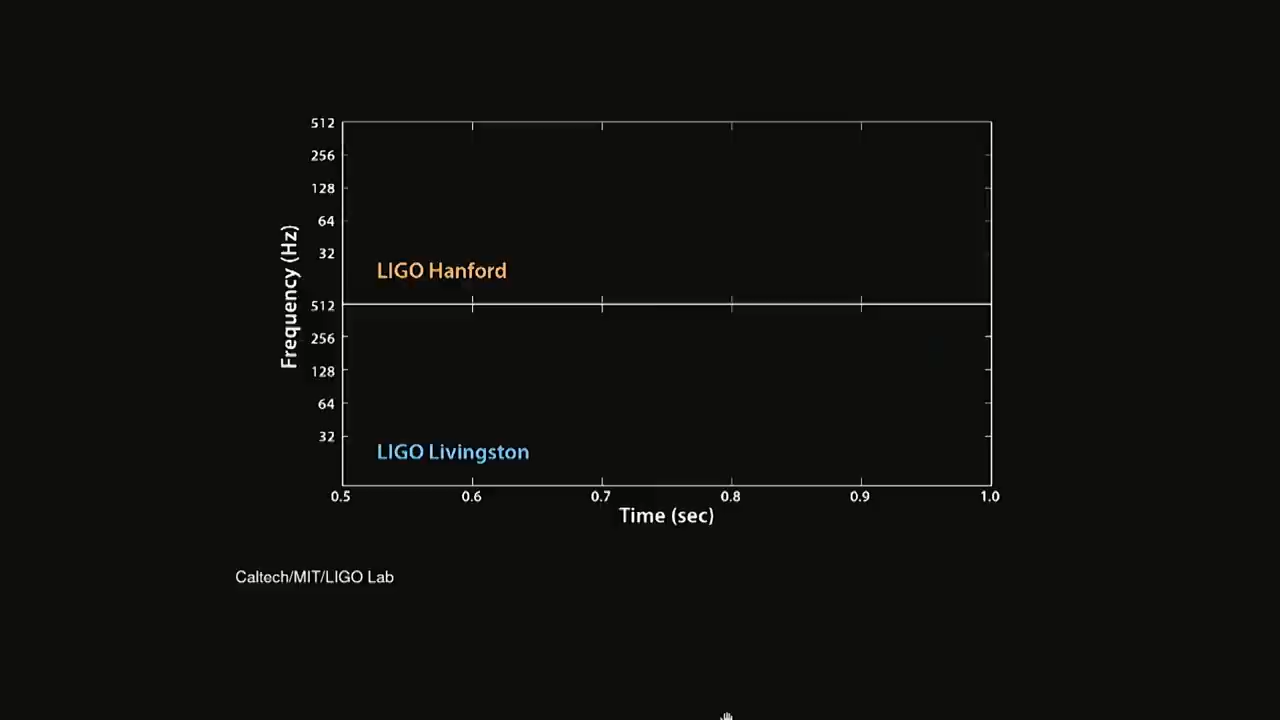 512
256
128
64
32
LIGO Hanford
Frequency (Hz)
512
256
128
64
32
LIGO Livingston
0.5 0.6 0.7 0.8 0.9 1.0
Time (sec)
Caltech/MIT/LIGO Lab